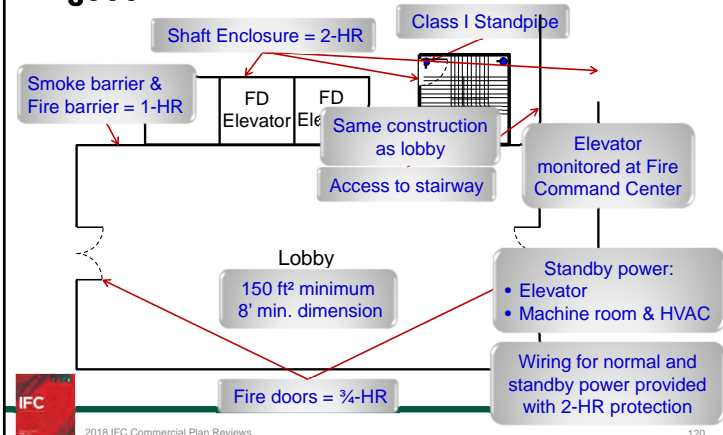 Shaft Enclosure = 2-HR
Class I Standpipe
Smoke barrier &
Fire barrier = 1-HR
FD
Elevator
FD
Same construction
as lobby
Access to stairway
Elevator
monitored at Fire
Command Center
Lobby
150 ft² minimum
8' min. dimension
Standby power:
• Elevator
• Machine room & HVAC
Fire doors = ¾-HR
Wiring for normal and
standby power provided
with 2-HR protection
IFC
2018 IFC Commercial Plan Reviews
120